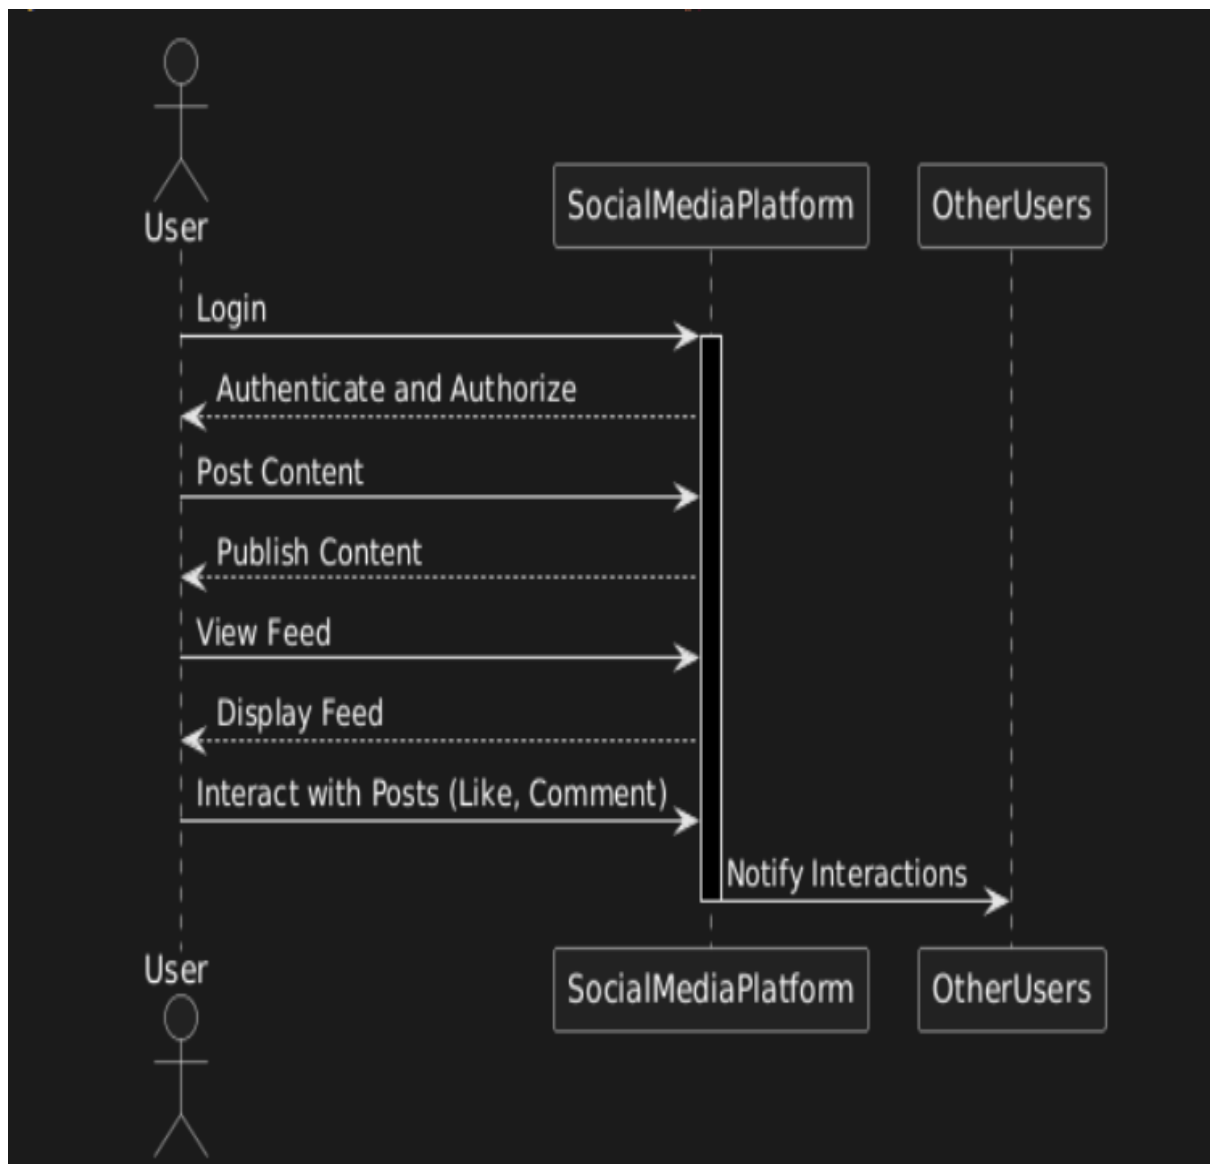 User
SocialMediaPlatform
OtherUsers
Login
Authenticate and Authorize
Post Content
Publish Content
View Feed
Display Feed
Interact with Posts (Like, Comment)
Notify Interactions
User
SocialMediaPlatform
OtherUsers